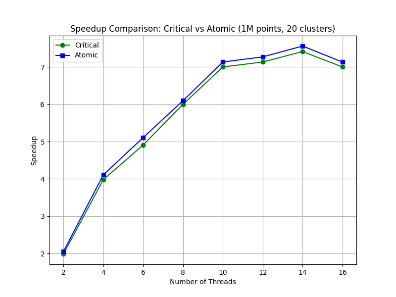 Speedup Comparison: Critical vs Atomic (1M points, 20 clusters)
Critical
Atomic
7
6
5
4
3
2
Speedup
2 4 6 8 10 12 14 16
Number of Threads